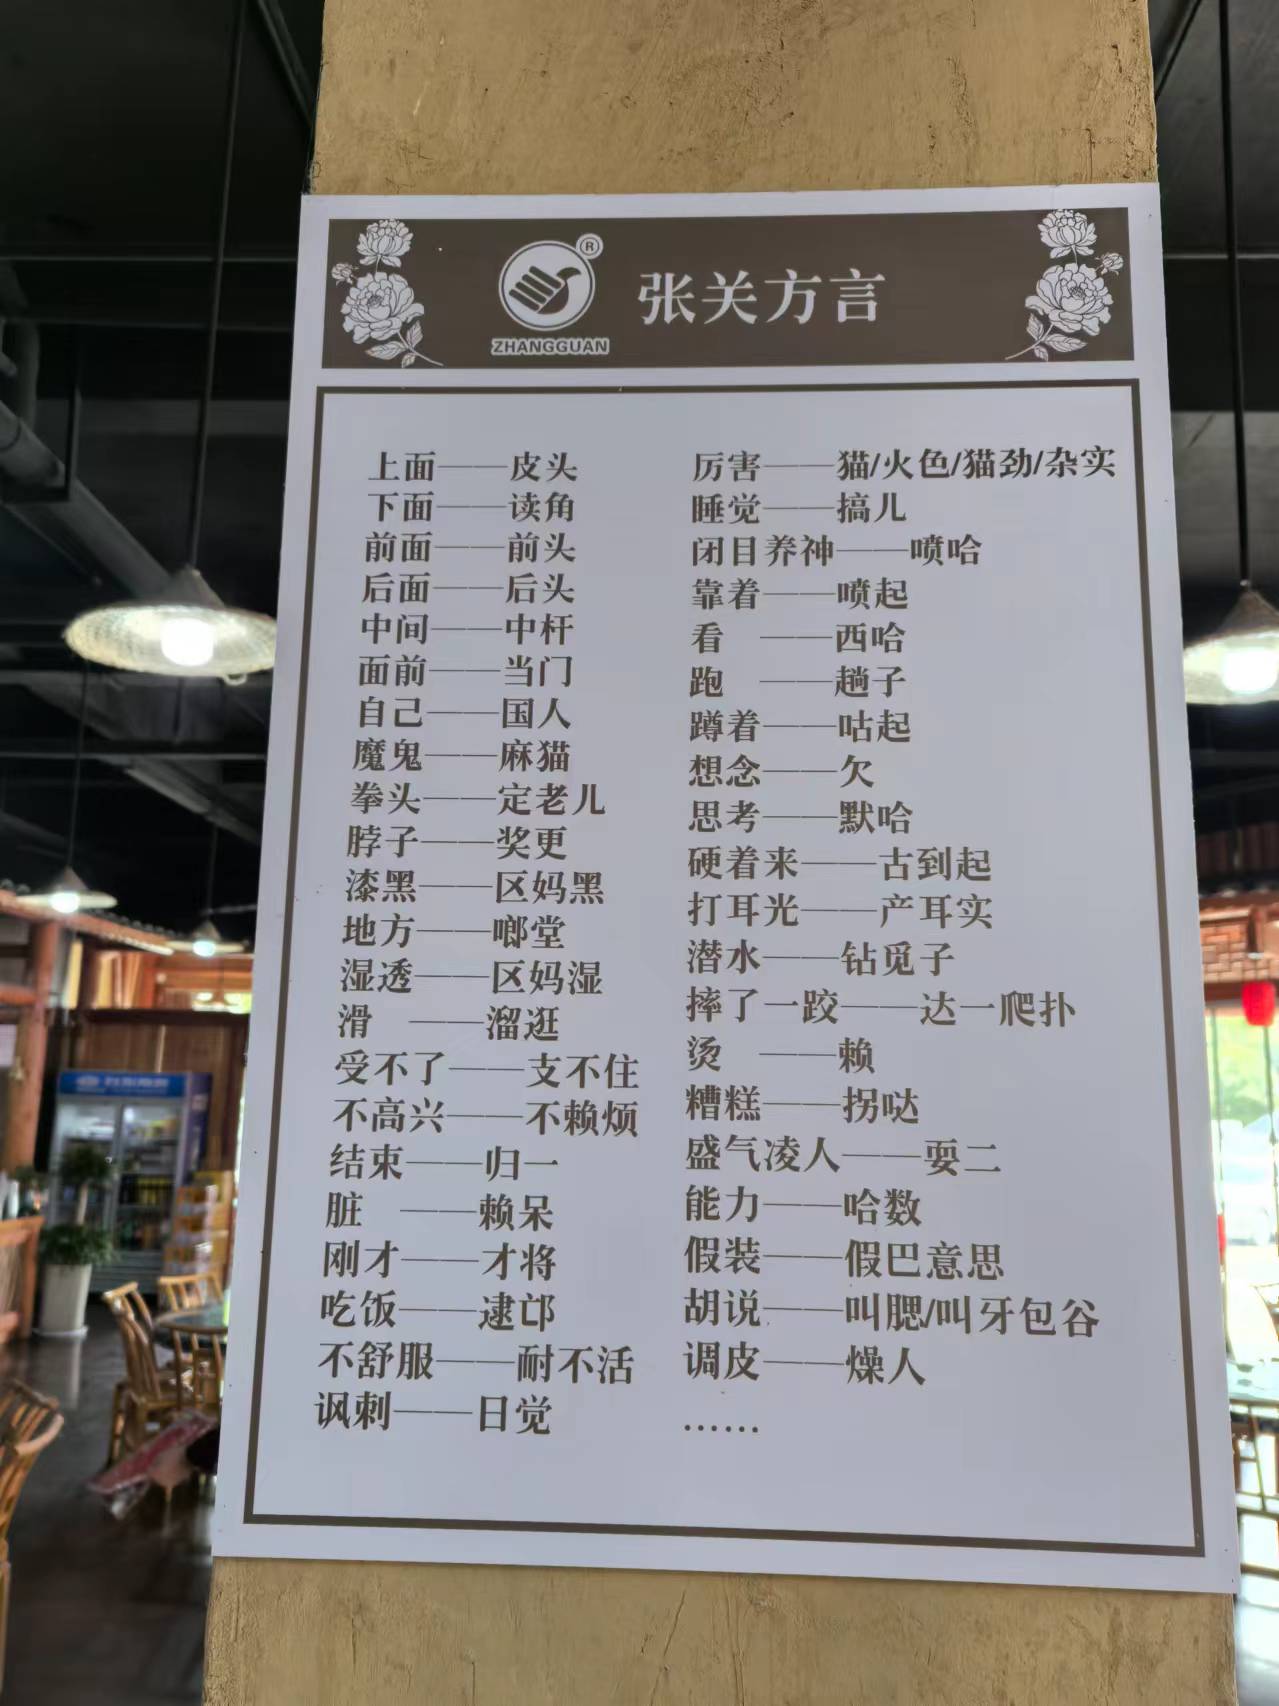 ®
ZHANGGUAN
张关方言
上面——皮头
下面——读角
前面——前头
后面——后头
中间——中杆
面前——当门
自己——国人
魔鬼——麻猫
拳头——定老儿
脖子——奖更
漆黑——区妈黑
地方——啷堂
湿透——区妈湿
滑 ——溜逛
受不了——支不住
不高兴——不赖烦
结束——归一
脏 ——赖呆
刚才——才将
吃饭——逮邙
不舒服——耐不活
讽刺——日觉
厉害——猫/火色/猫劲/杂实
睡觉——搞儿
闭目养神——喷哈
靠着——喷起
看 ——西哈
跑 ——趟子
蹲着——咕起
想念——欠
思考——默哈
硬着来——古到起
打耳光——产耳实
潜水——钻觅子
摔了一跤——达一爬扑
烫 ——赖
糟糕——拐哒
盛气凌人——耍二
能力——哈数
假装——假巴意思
胡说——叫腮/叫牙包谷
调皮——燥人
……